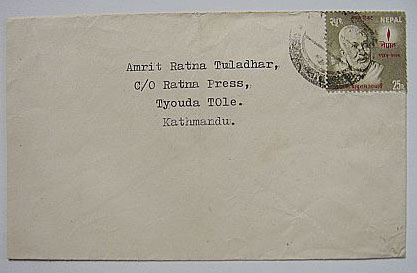 NEPAL
नेपाल
25
Amrit Ratna Tuladhar,
C/O Ratna Press,
Tyouda TOle.
Kathmandu.